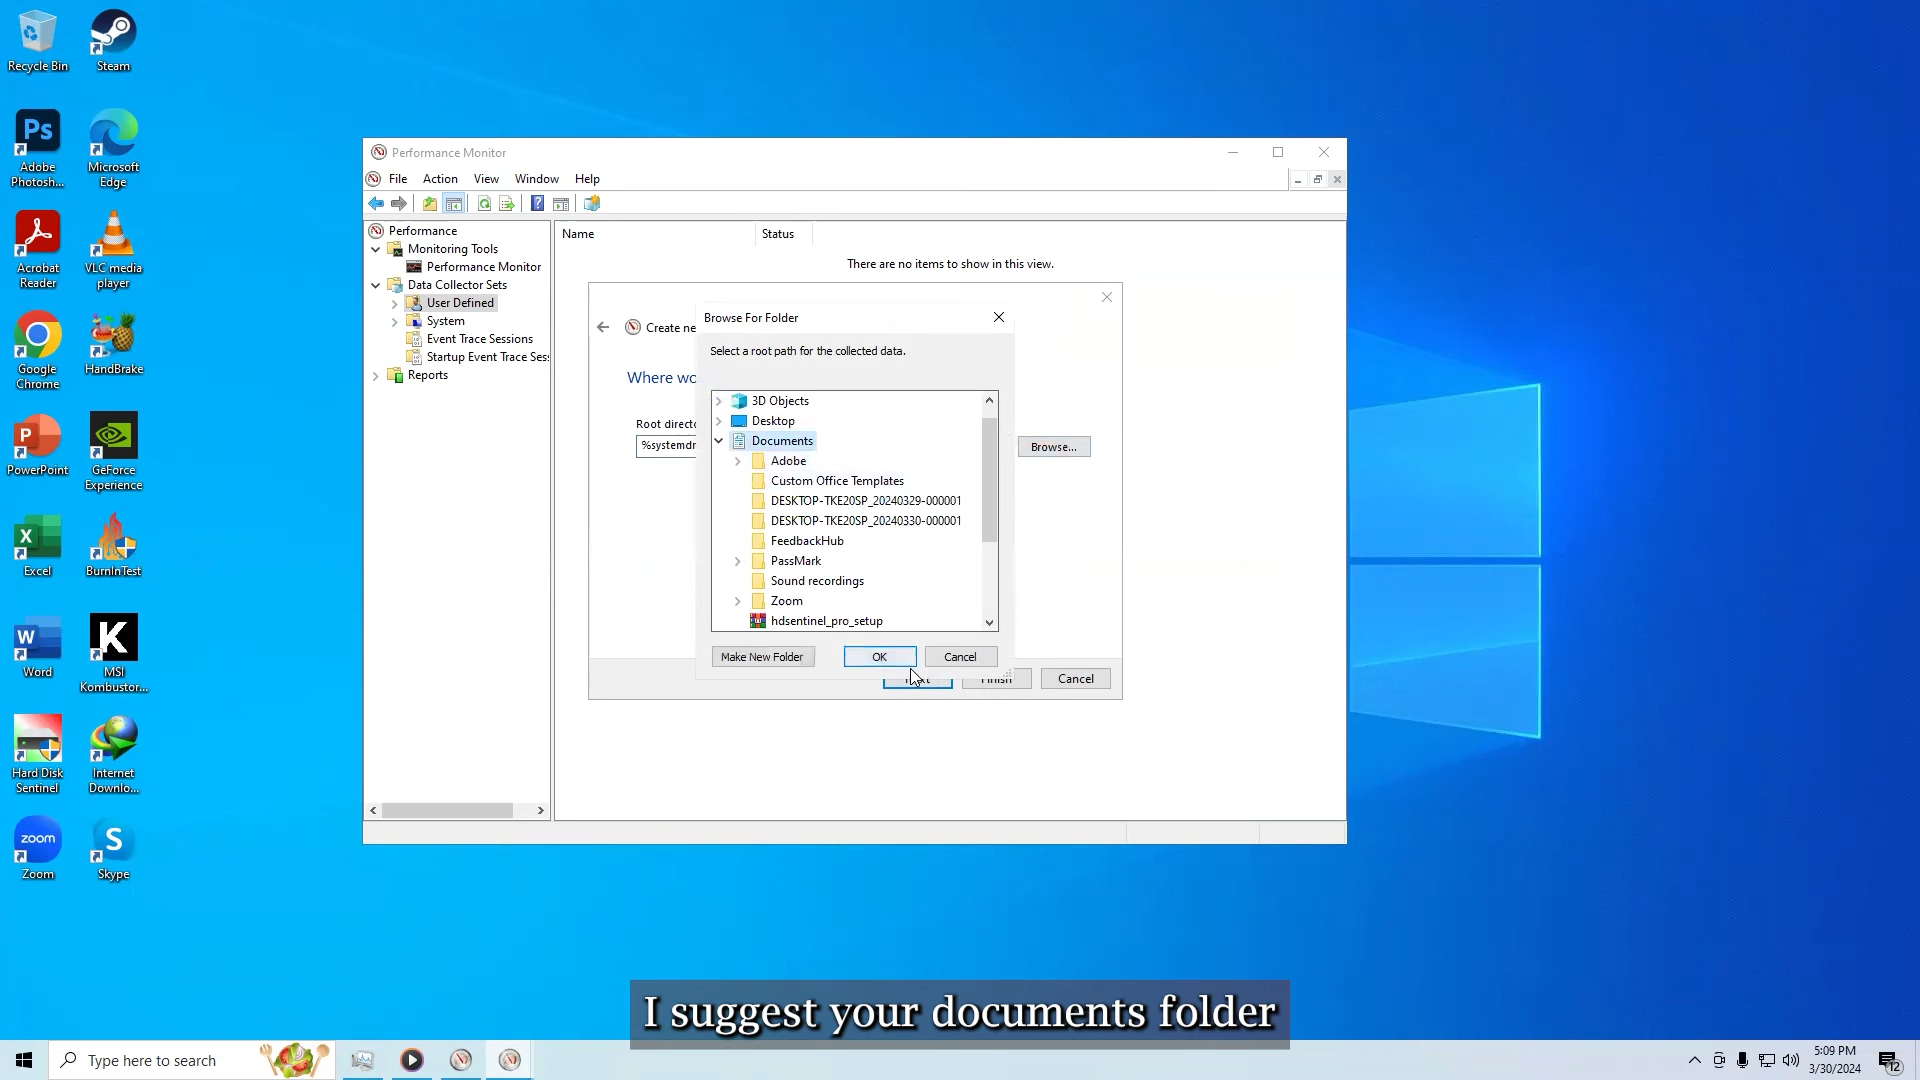 Recycle Bin
Steam
Ps
Adobe
Photosh...
Microsoft
Edge
Acrobat
Reader
VLC media
player
Google
Chrome
HandBrake
P
PowerPoint
GeForce
Experience
X
Excel
BurnInTest
W
Word
K
MSI
Kombustor...
Hard Disk
Sentinel
Internet
Downlo...
zoom
Zoom
S
Skype
Performance Monitor
File Action View Window Help
Performance
Monitoring Tools
Performance Monitor
Data Collector Sets
User Defined
System
Event Trace Sessions
Startup Event Trace Ses
Reports
Name Status
There are no items to show in this view.
Create ne
Where wo
Root directo
%systemdr
Browse...
Finish
Cancel
Browse For Folder
Select a root path for the collected data.
3D Objects
Desktop
Documents
Adobe
Custom Office Templates
DESKTOP-TKE20SP_20240329-000001
DESKTOP-TKE20SP_20240330-000001
FeedbackHub
PassMark
Sound recordings
Zoom
hdsentinel_pro_setup
Make New Folder OK Cancel
I suggest your documents folder
Type here to search
5:09 PM
3/30/2024
12